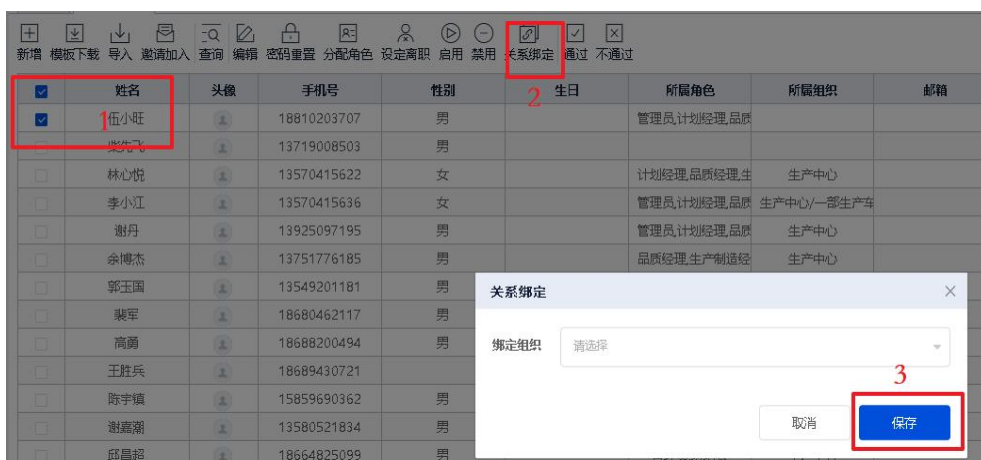 新增 模板下载 导入 邀请加入 查询 编辑 密码重置 分配角色 设定离职 启用 禁用 关系绑定 通过 不通过
姓名 头像 手机号 性别 生日 所属角色 所属组织 邮箱
伍小旺 18810203707 男 管理员,计划经理,品质
13719008503 男
林心悦 13570415622 女 计划经理,品质经理,生 生产中心
李小江 13570415636 女 管理员,计划经理,品质 生产中心/一部生产车
谢丹 13925097195 男 管理员,计划经理,品质 生产中心
余博杰 13751776185 男 品质经理,生产制造经 生产中心
郭玉国 13549201181 男
裴军 18680462117 男
高勇 18688200494 男
王胜兵 18689430721
陈宇镇 15859690362 男
谢嘉潮 13580521834 男
邱昌超 18664825099 男
1
2
关系绑定
绑定组织 请选择
3
取消 保存